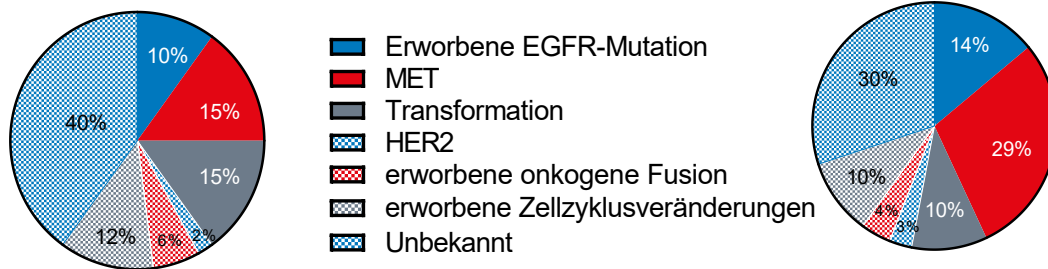 10%
15%
15%
2%
6%
12%
40%
Erworbene EGFR-Mutation
MET
Transformation
HER2
erworbene onkogene Fusion
erworbene Zellzyklusveränderungen
Unbekannt
14%
29%
10%
3%
4%
10%
30%